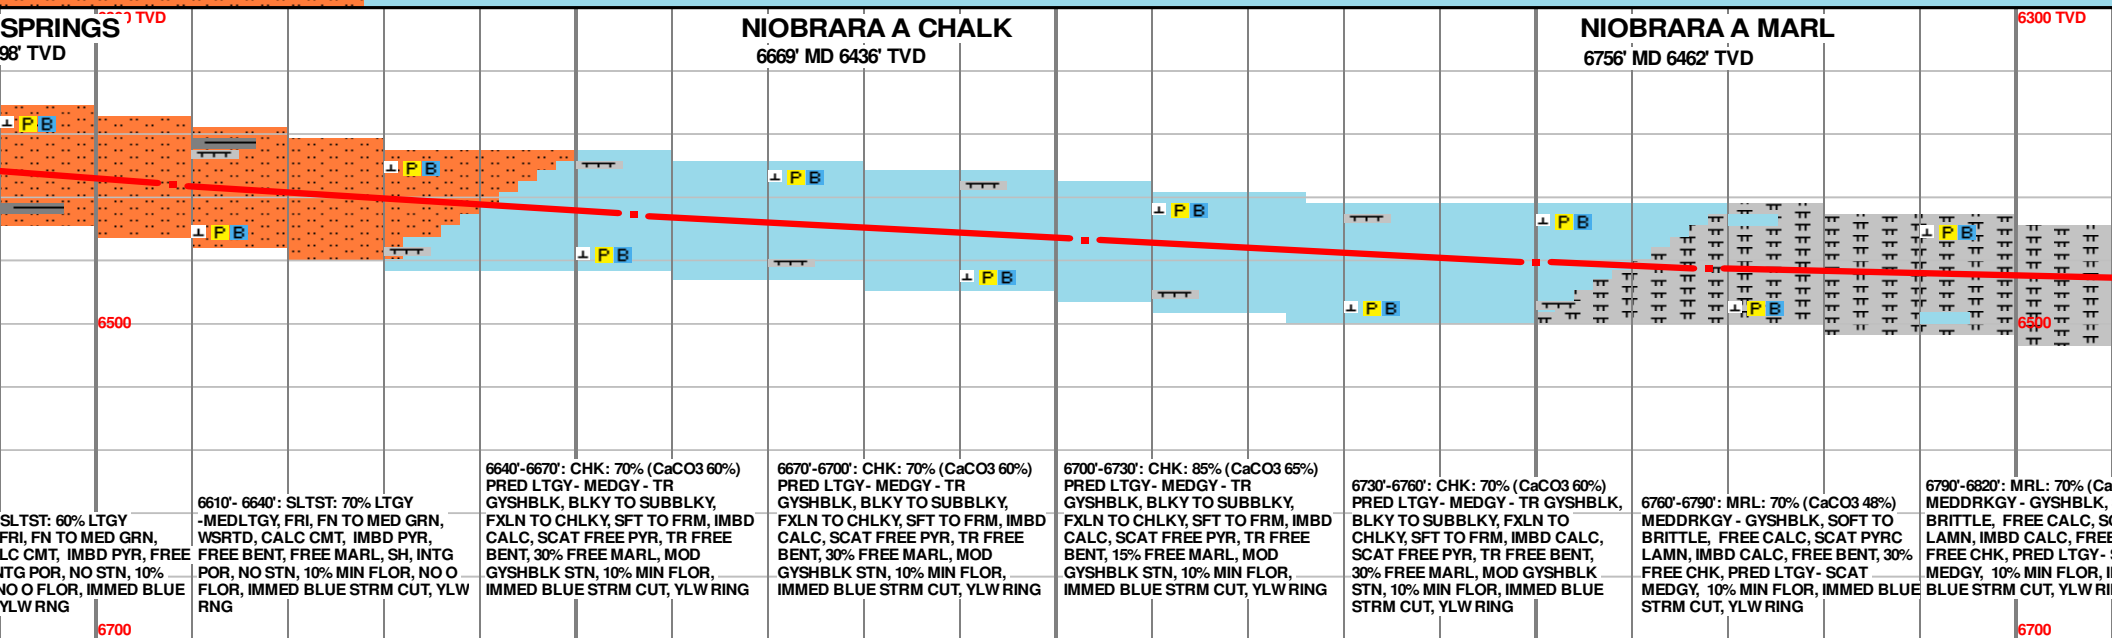 SPRINGS
98' TVD
NIOBRARA A CHALK
6669' MD 6436' TVD
NIOBRARA A MARL
6756' MD 6462' TVD
6300 TVD
P B
P B
P B
P B
P B
P B
P B
P B
P B
P B
P B
6500
6500
SLTST: 60% LTGY
FRI, FN TO MED GRN,
LC CMT, IMBD PYR, FREE
NTG POR, NO STN, 10%
NO O FLOR, IMMED BLUE
YLW RNG
6610'- 6640': SLTST: 70% LTGY
-MEDLTGY, FRI, FN TO MED GRN,
WSRTD, CALC CMT, IMBD PYR,
FREE BENT, FREE MARL, SH, INTG
POR, NO STN, 10% MIN FLOR, NO O
FLOR, IMMED BLUE STRM CUT, YLW
RNG
6640'-6670': CHK: 70% (CaCO3 60%)
PRED LTGY- MEDGY - TR
GYSHBLK, BLKY TO SUBBLKY,
FXLN TO CHLKY, SFT TO FRM, IMBD
CALC, SCAT FREE PYR, TR FREE
BENT, 30% FREE MARL, MOD
GYSHBLK STN, 10% MIN FLOR,
IMMED BLUE STRM CUT, YLW RING
6670'-6700': CHK: 70% (CaCO3 60%)
PRED LTGY- MEDGY - TR
GYSHBLK, BLKY TO SUBBLKY,
FXLN TO CHLKY, SFT TO FRM, IMBD
CALC, SCAT FREE PYR, TR FREE
BENT, 30% FREE MARL, MOD
GYSHBLK STN, 10% MIN FLOR,
IMMED BLUE STRM CUT, YLW RING
6700'-6730': CHK: 85% (CaCO3 65%)
PRED LTGY- MEDGY - TR
GYSHBLK, BLKY TO SUBBLKY,
FXLN TO CHLKY, SFT TO FRM, IMBD
CALC, SCAT FREE PYR, TR FREE
BENT, 15% FREE MARL, MOD
GYSHBLK STN, 10% MIN FLOR,
IMMED BLUE STRM CUT, YLW RING
6730'-6760': CHK: 70% (CaCO3 60%)
PRED LTGY- MEDGY - TR GYSHBLK,
BLKY TO SUBBLKY, FXLN TO
CHLKY, SFT TO FRM, IMBD CALC,
SCAT FREE PYR, TR FREE BENT,
30% FREE MARL, MOD GYSHBLK
STN, 10% MIN FLOR, IMMED BLUE
STRM CUT, YLW RING
6760'-6790': MRL: 70% (CaCO3 48%)
MEDDRKGY - GYSHBLK, SOFT TO
BRITTLE, FREE CALC, SCAT PYRC
LAMN, IMBD CALC, FREE BENT, 30%
FREE CHK, PRED LTGY- SCAT
MEDGY, 10% MIN FLOR, IMMED BLUE
STRM CUT, YLW RING
6790'-6820': MRL: 70% (Ca
MEDDRKGY - GYSHBLK,
BRITTLE, FREE CALC, SC
LAMN, IMBD CALC, FREE
FREE CHK, PRED LTGY-
MEDGY, 10% MIN FLOR, I
BLUE STRM CUT, YLW RI
6700
6700